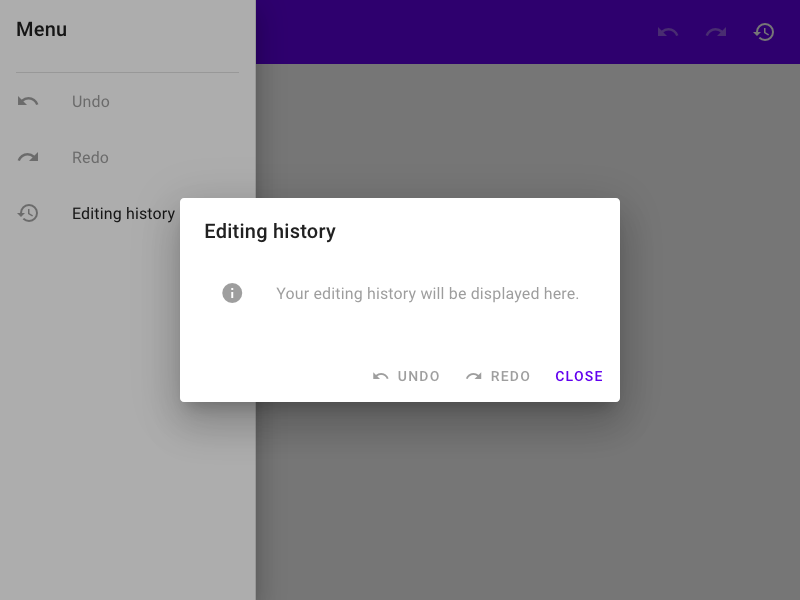 Menu
Undo
Redo
Editing history
Editing history
Your editing history will be displayed here.
UNDO REDO CLOSE